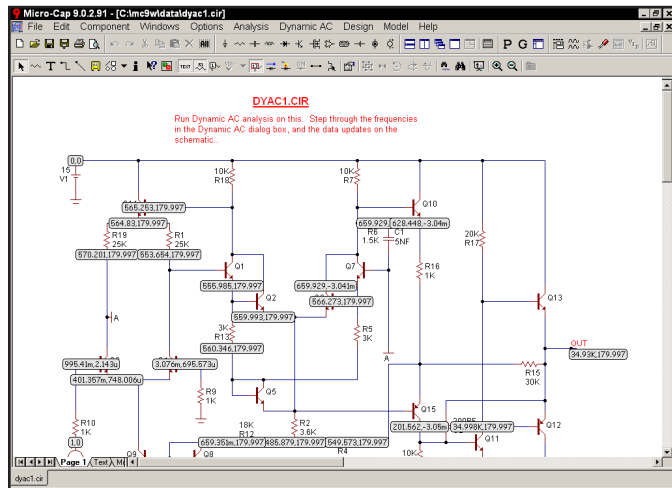 Micro-Cap 9.0.2.91 - [C:\mc9w\data\dyac1.cir]
File Edit Component Windows Options Analysis Dynamic AC Design Model Help
TEXT
DYAC1.CIR
Run Dynamic AC analysis on this. Step through the frequencies
in the Dynamic AC dialog box, and the data updates on the
schematic..
0.0
15
V1
10K
R18
10K
R7
Q10
565.253,179.997
564.83,179.997
659.929
628.448,-3.04m
R19
25K
R1
25K
R6
1.5K
C1
5NF
20K
R17
570.201,179.997
553.654,179.997
Q1
Q7
R16
1K
555.985,179.997
659.929,-3.041m
Q2
566.273,179.997
Q13
559.993,179.997
A
3K
R13
R5
3K
OUT
34.93K,179.997
560.346,179.997
A
995.41m,2.143u
3.076m,695.573u
R15
30K
401.357m,748.006u
R9
1K
Q5
Q15
R10
1K
18K
R12
R2
3.6K
201.562,-3.05m
34.998K,179.997
Q12
1.0
659.351m,179.997
485.879,179.997
549.573,179.997
Q11
Q9
Q8
R4
10K
Page 1
Text
dyac1.cir